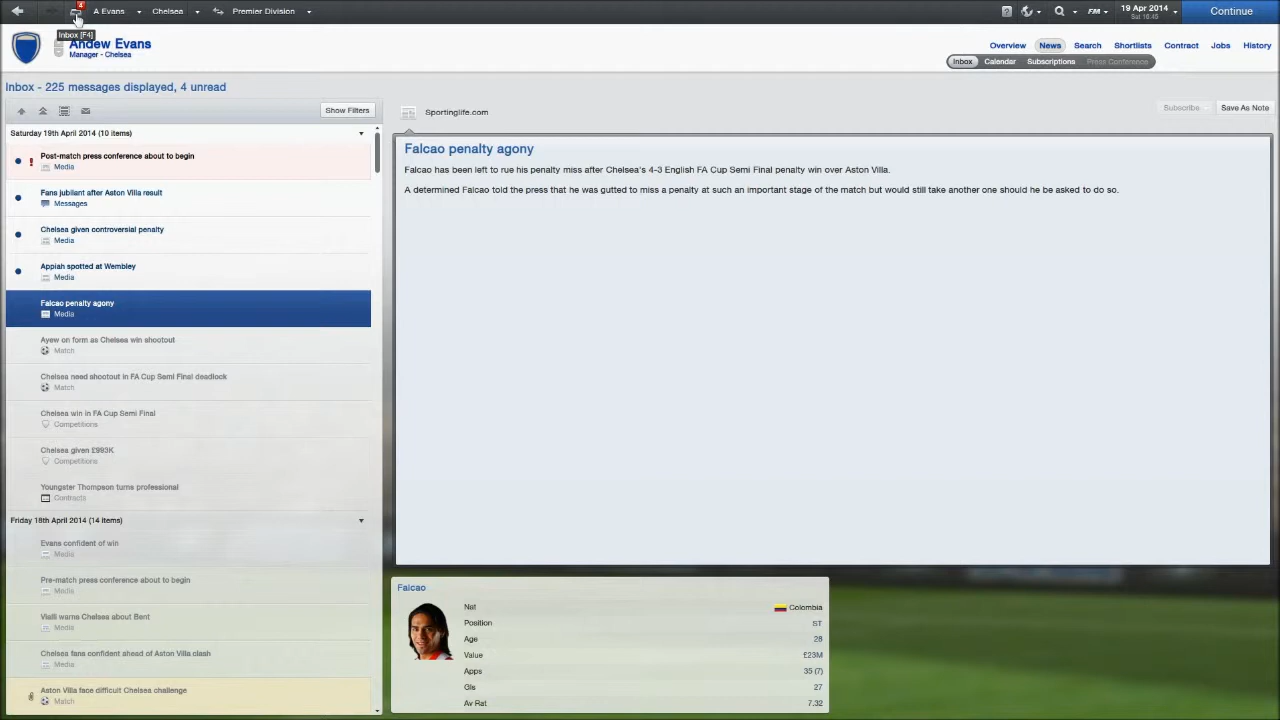 4
A Evans
Chelsea
Premier Division
FM
19 Apr 2014
Sat 16.45
Continue
Inbox [F4]
Andew Evans
Manager - Chelsea
Overview
News
Search
Shortlists
Contract
Jobs
History
Inbox
Calendar
Subscriptions
Press Conference
Inbox - 225 messages displayed, 4 unread
Show Filters
Sportinglife.com
Subscribe
Save As Note
Saturday 19th April 2014 (10 items)
Post-match press conference about to begin
Media
Fans jubilant after Aston Villa result
Messages
Chelsea given controversial penalty
Media
Appiah spotted at Wembley
Media
Falcao penalty agony
Media
Ayew on form as Chelsea win shootout
Match
Chelsea need shootout in FA Cup Semi Final deadlock
Match
Chelsea win in FA Cup Semi Final
Competitions
Chelsea given £993K
Competitions
Youngster Thompson turns professional
Contracts
Friday 18th April 2014 (14 items)
Evans confident of win
Media
Pre-match press conference about to begin
Media
Vialli warns Chelsea about Bent
Media
Chelsea fans confident ahead of Aston Villa clash
Media
Aston Villa face difficult Chelsea challenge
Match
Falcao penalty agony
Falcao has been left to rue his penalty miss after Chelsea's 4-3 English FA Cup Semi Final penalty win over Aston Villa.
A determined Falcao told the press that he was gutted to miss a penalty at such an important stage of the match but would still take another one should he be asked to do so.
Falcao
Nat Colombia
Position ST
Age 28
Value £23M
Apps 35 (7)
Gls 27
Av Rat 7.32